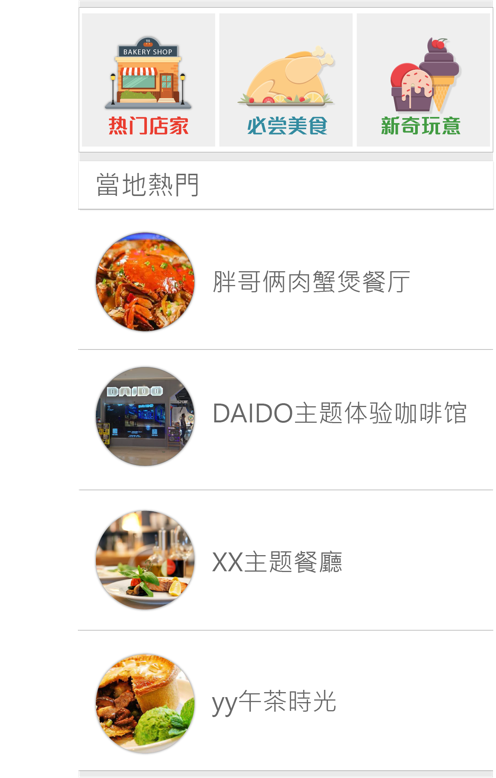 BAKERY SHOP
热门店家
必尝美食
新奇玩意
當地熱門
胖哥俩肉蟹煲餐厅
DAIDO
DAIDO主题体验咖啡馆
XX主题餐廳
yy午茶時光